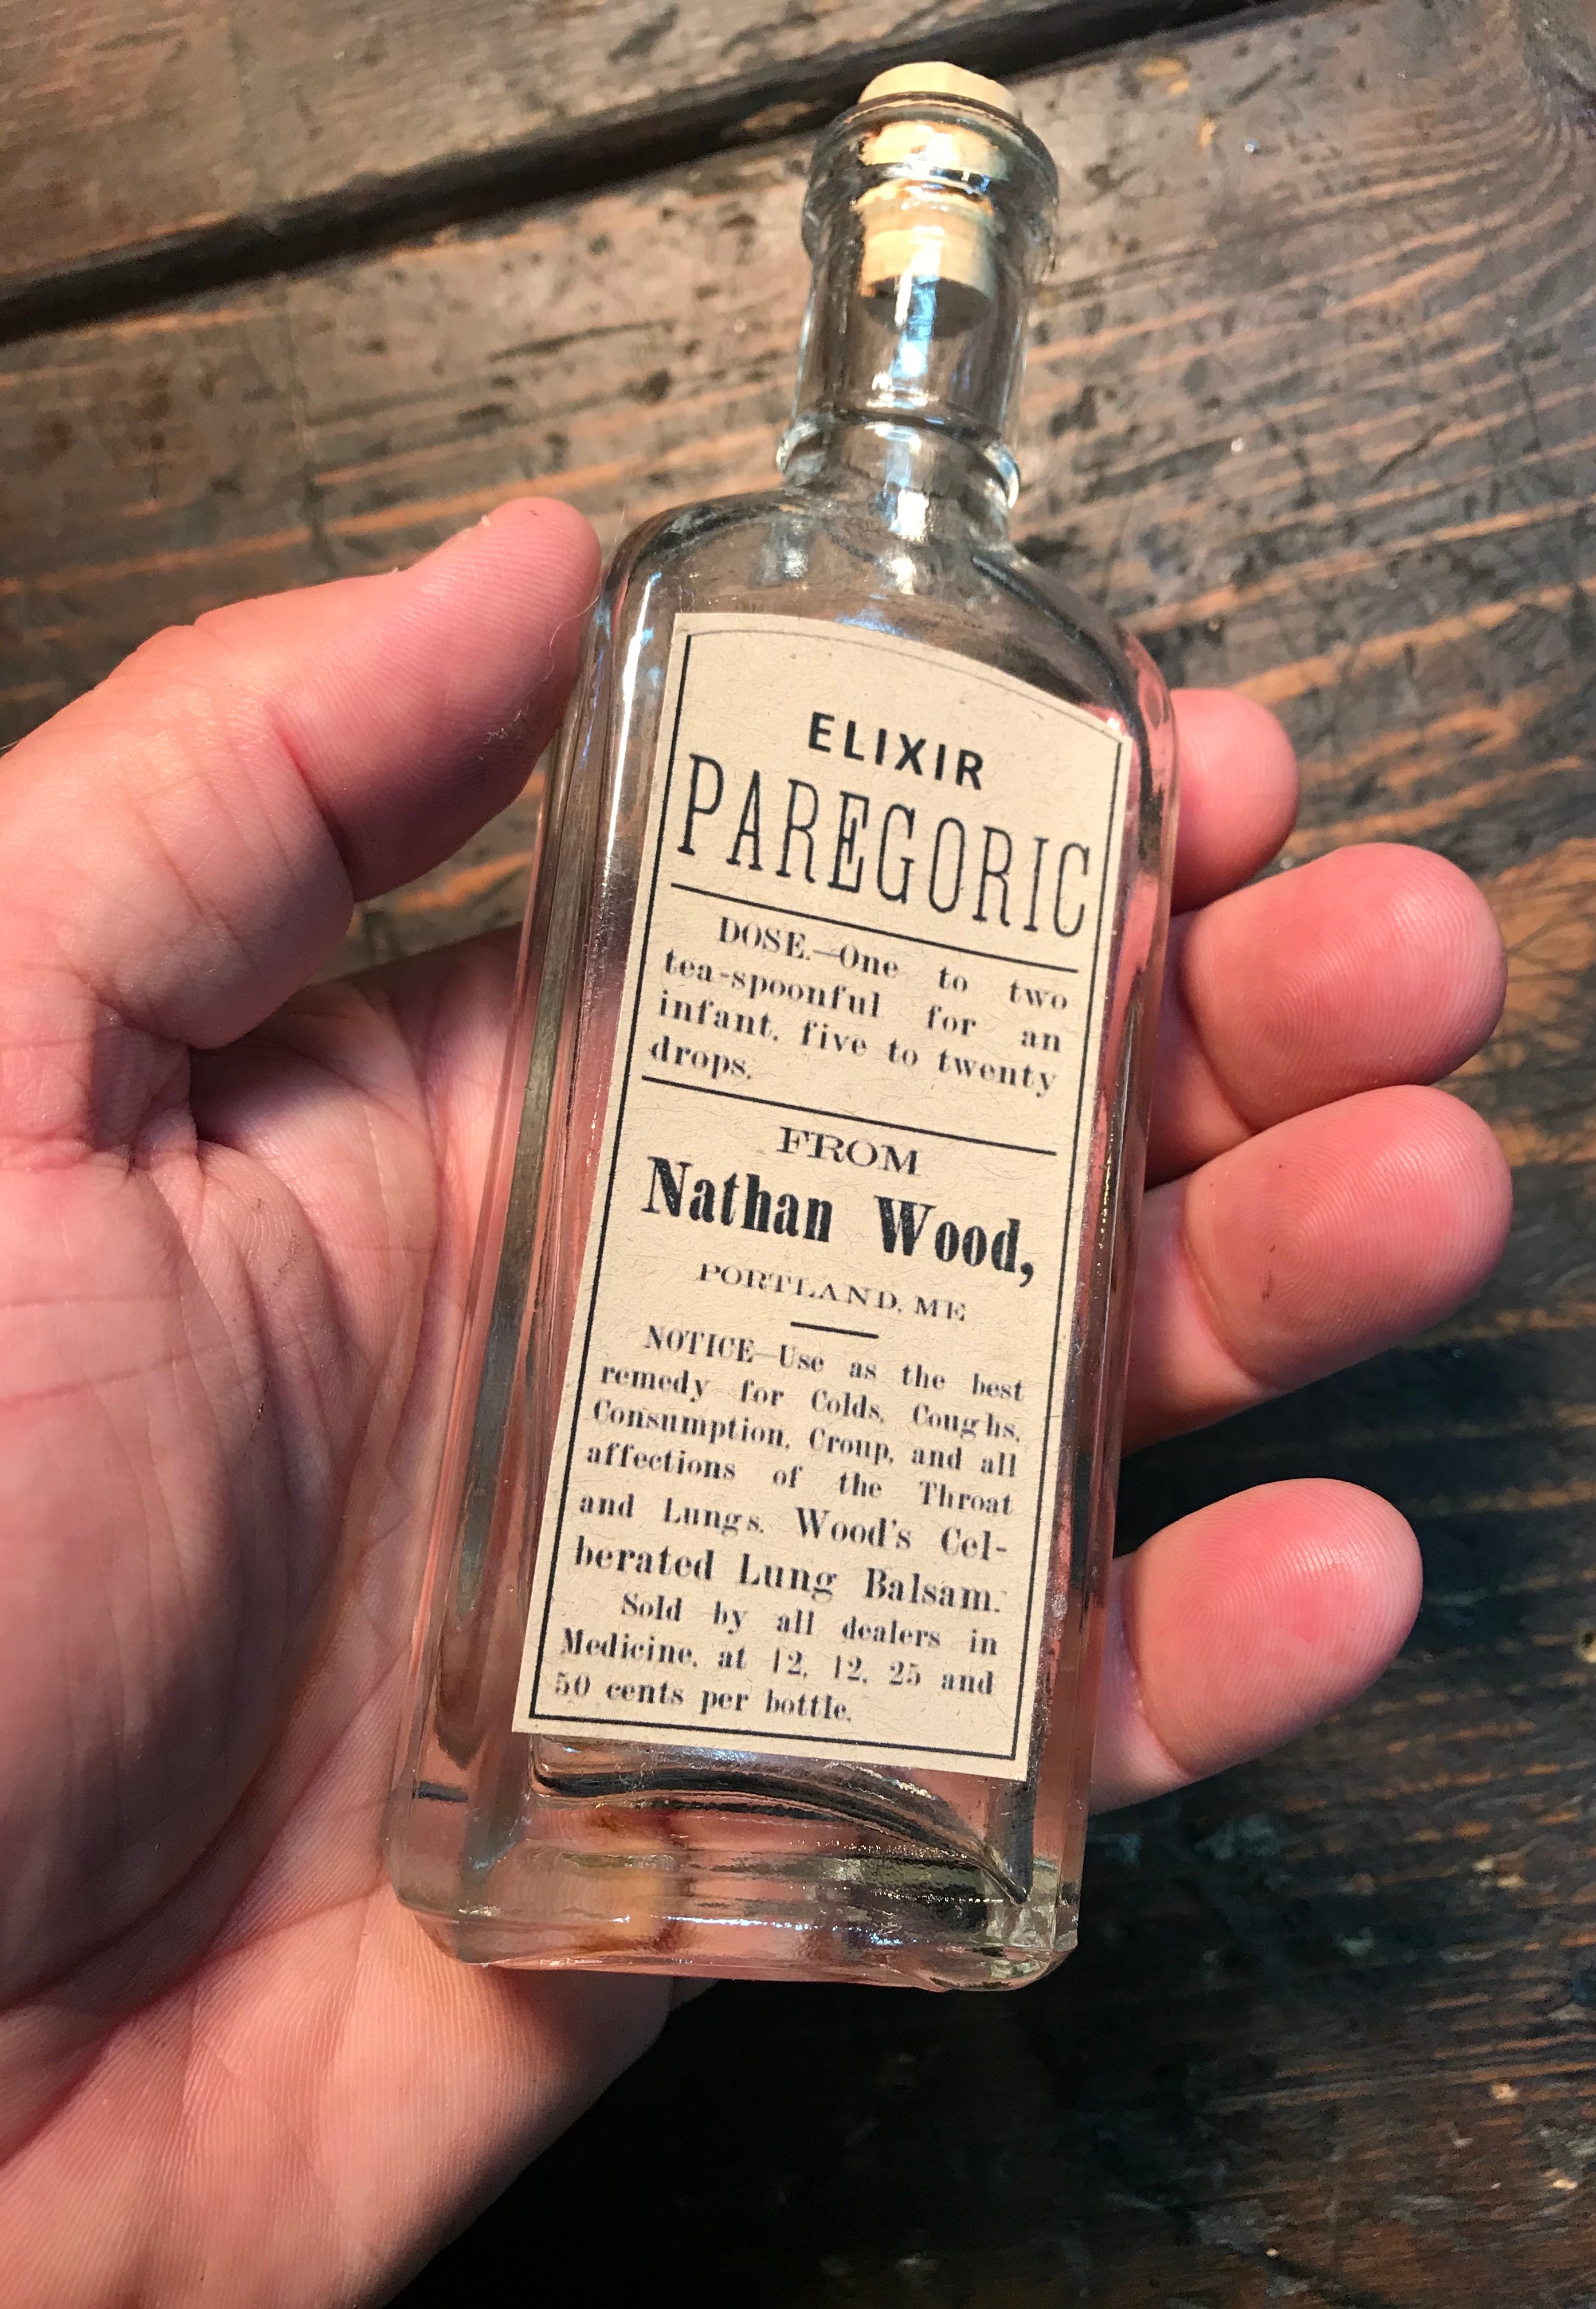 ELIXIR
PAREGORIC
DOSE.—One to two
tea-spoonful for an
infant, five to twenty
drops.
FROM
Nathan Wood,
PORTLAND, ME
NOTICE—Use as the best
remedy for Colds, Coughs,
Consumption, Croup, and all
affections of the Throat
and Lungs. Wood's Cel-
berated Lung Balsam.
Sold by all dealers in
Medicine, at 12, 12, 25 and
50 cents per bottle.